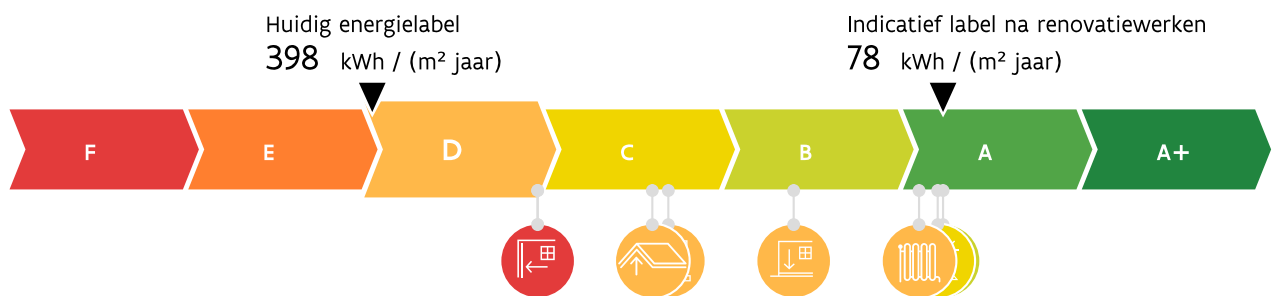 Huidig energielabel
398 kWh / (m² jaar)
Indicatief label na renovatiewerken
78 kWh / (m² jaar)
F E D C B A A+